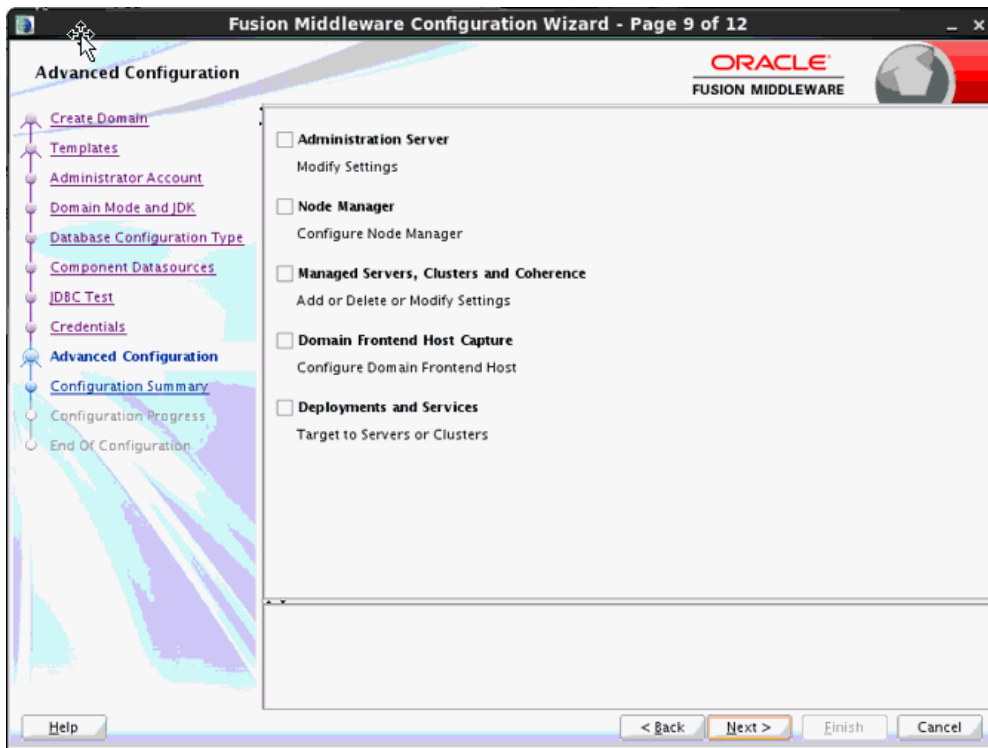 Fusion Middleware Configuration Wizard - Page 9 of 12
Advanced Configuration
ORACLE
FUSION MIDDLEWARE
Create Domain
Templates
Administrator Account
Domain Mode and JDK
Database Configuration Type
Component Datasources
JDBC Test
Credentials
Advanced Configuration
Configuration Summary
Configuration Progress
End Of Configuration
Administration Server
Modify Settings
Node Manager
Configure Node Manager
Managed Servers, Clusters and Coherence
Add or Delete or Modify Settings
Domain Frontend Host Capture
Configure Domain Frontend Host
Deployments and Services
Target to Servers or Clusters
Help
< Back
Next >
Finish
Cancel